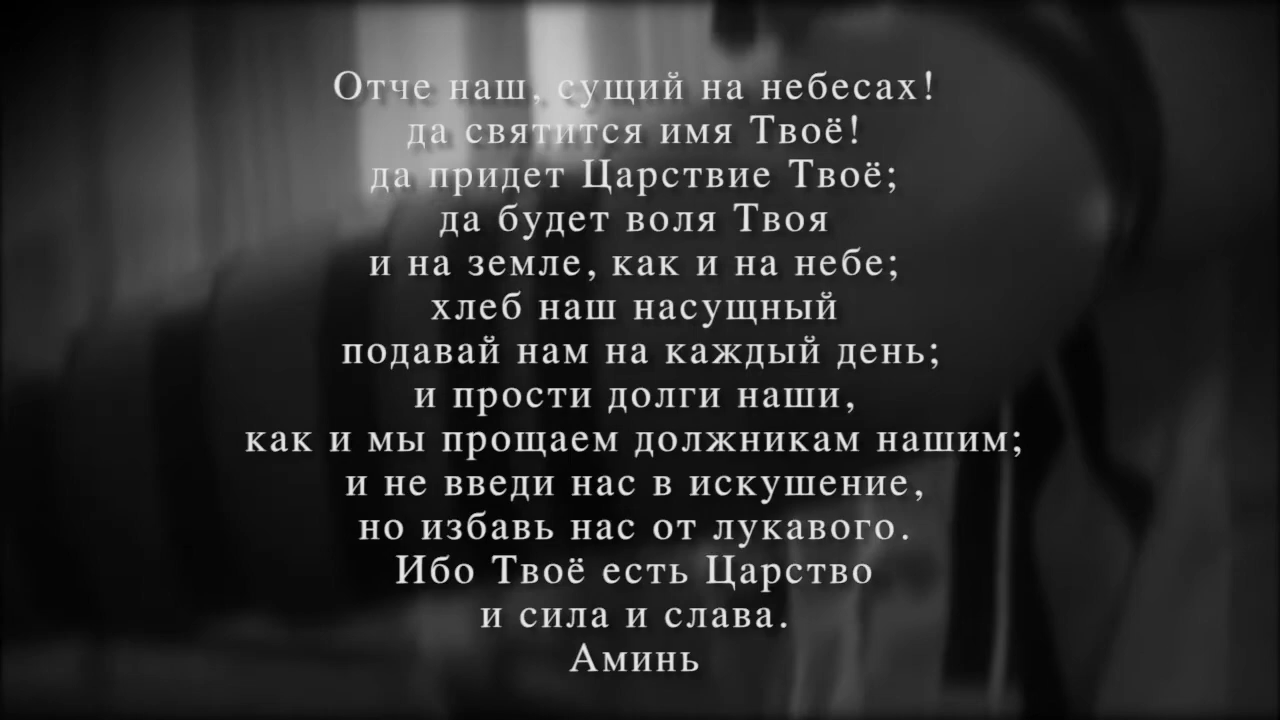 Отче наш, сущий на небесах!
да святится имя Твоё!
да придет Царствие Твоё;
да будет воля Твоя
и на земле, как и на небе;
хлеб наш насущный
подавай нам на каждый день;
и прости долги наши,
как и мы прощаем должникам нашим;
и не введи нас в искушение,
но избавь нас от лукавого.
Ибо Твоё есть Царство
и сила и слава.
Аминь